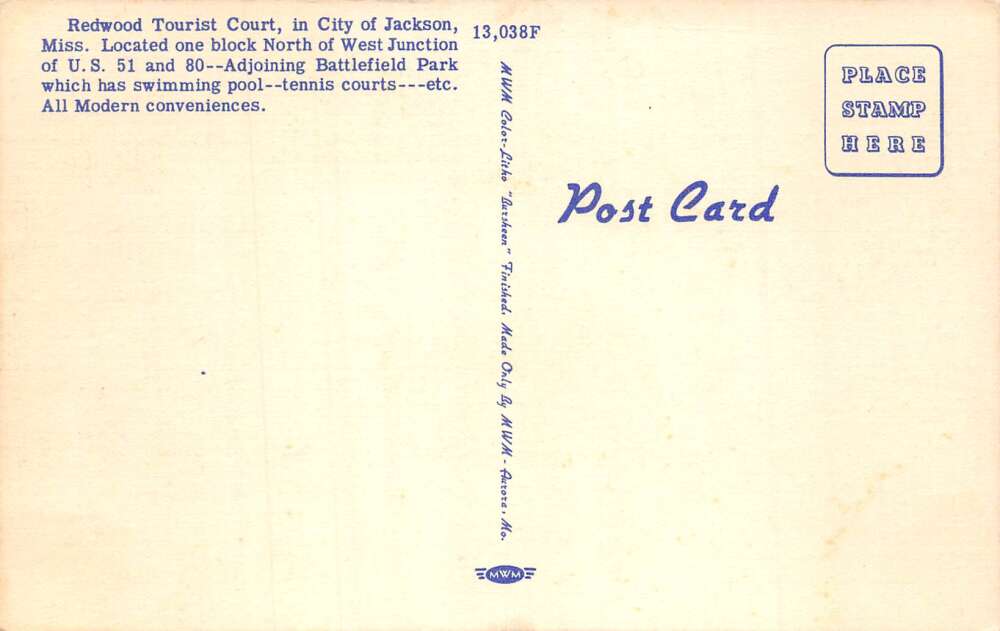 Redwood Tourist Court, in City of Jackson,
Miss. Located one block North of West Junction
of U.S. 51 and 80--Adjoining Battlefield Park
which has swimming pool--tennis courts---etc.
All Modern conveniences.
13,038F
MWM Color-Litho "Bursheen" Finished. Made Only By MWM - Aurora, Mo.
MWM
Post Card
PLACE
STAMP
HERE